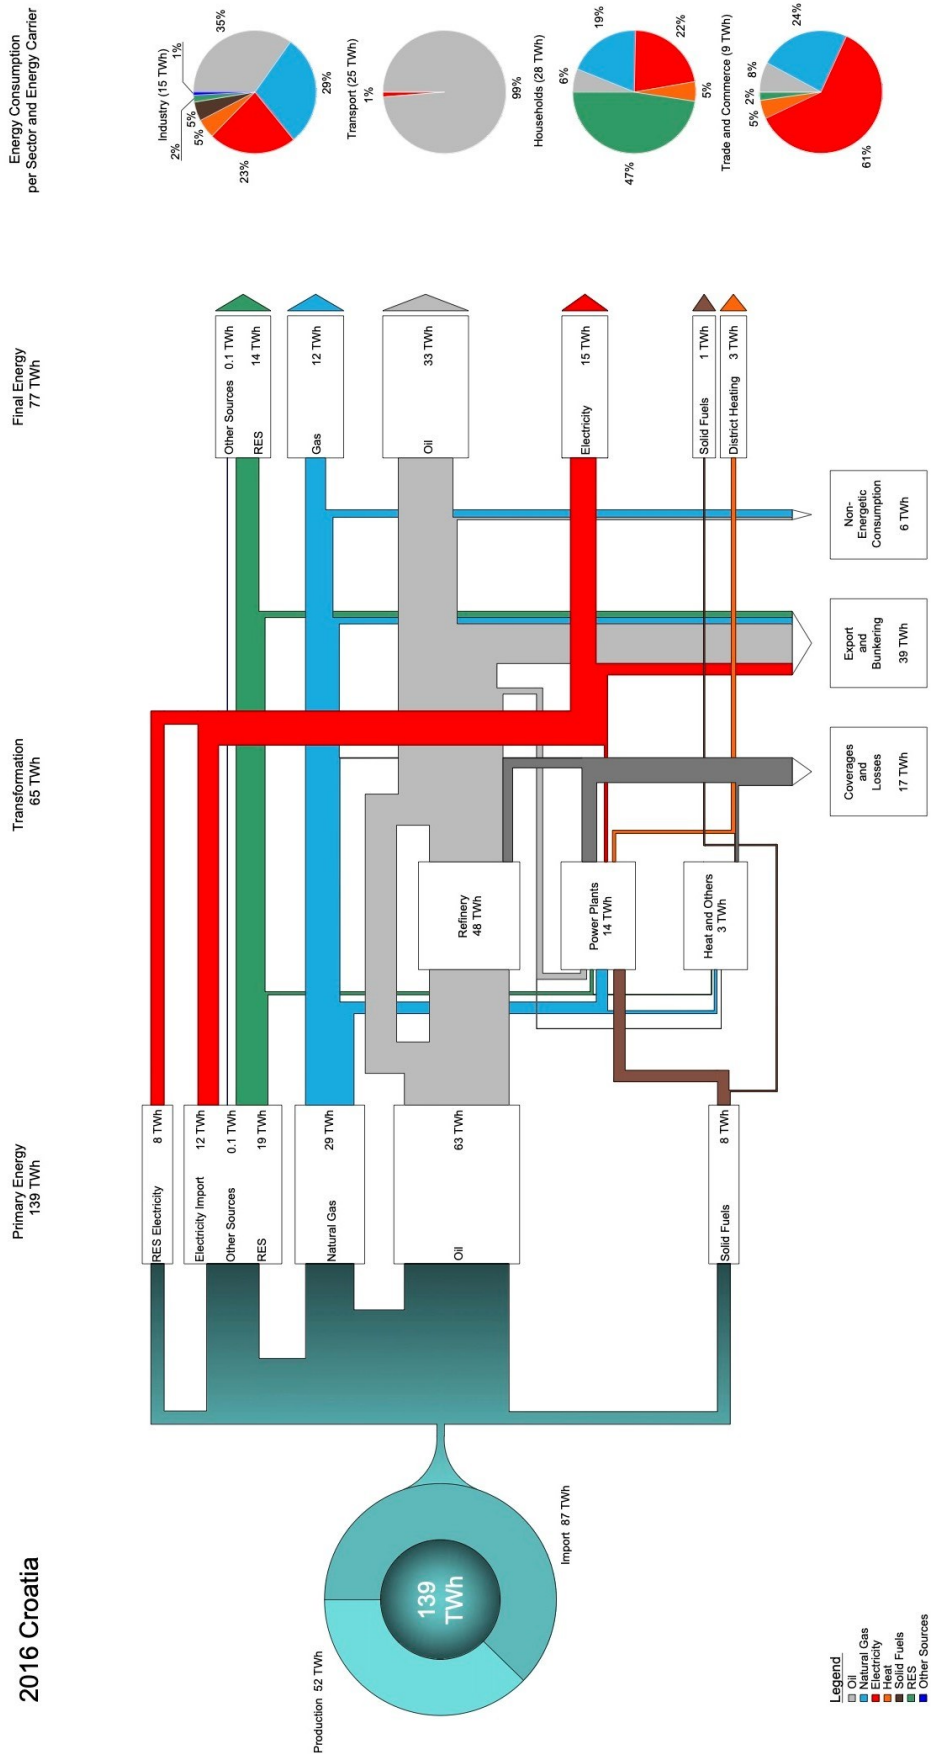 2016 Croatia
Primary Energy
139 TWh
Transformation
65 TWh
Final Energy
77 TWh
Energy Consumption
per Sector and Energy Carrier
Production 52 TWh
139
TWh
Import 87 TWh
RES Electricity 8 TWh
Electricity Import 12 TWh
Other Sources 0.1 TWh
RES 19 TWh
Natural Gas 29 TWh
Oil 63 TWh
Solid Fuels 8 TWh
Refinery
48 TWh
Power Plants
14 TWh
Heat and Others
3 TWh
Other Sources 0.1 TWh
RES 14 TWh
Gas 12 TWh
Oil 33 TWh
Electricity 15 TWh
Solid Fuels 1 TWh
District Heating 3 TWh
Coverages
and
Losses
17 TWh
Export
and
Bunkering
39 TWh
Non-
Energetic
Consumption
6 TWh
Industry (15 TWh)
1%
35%
2%
5%
5%
29%
23%
Transport (25 TWh)
1%
99%
Households (28 TWh)
19%
6%
22%
5%
47%
Trade and Commerce (9 TWh)
24%
8%
2%
5%
61%
Legend
Oil
Natural Gas
Electricity
Heat
Solid Fuels
RES
Other Sources